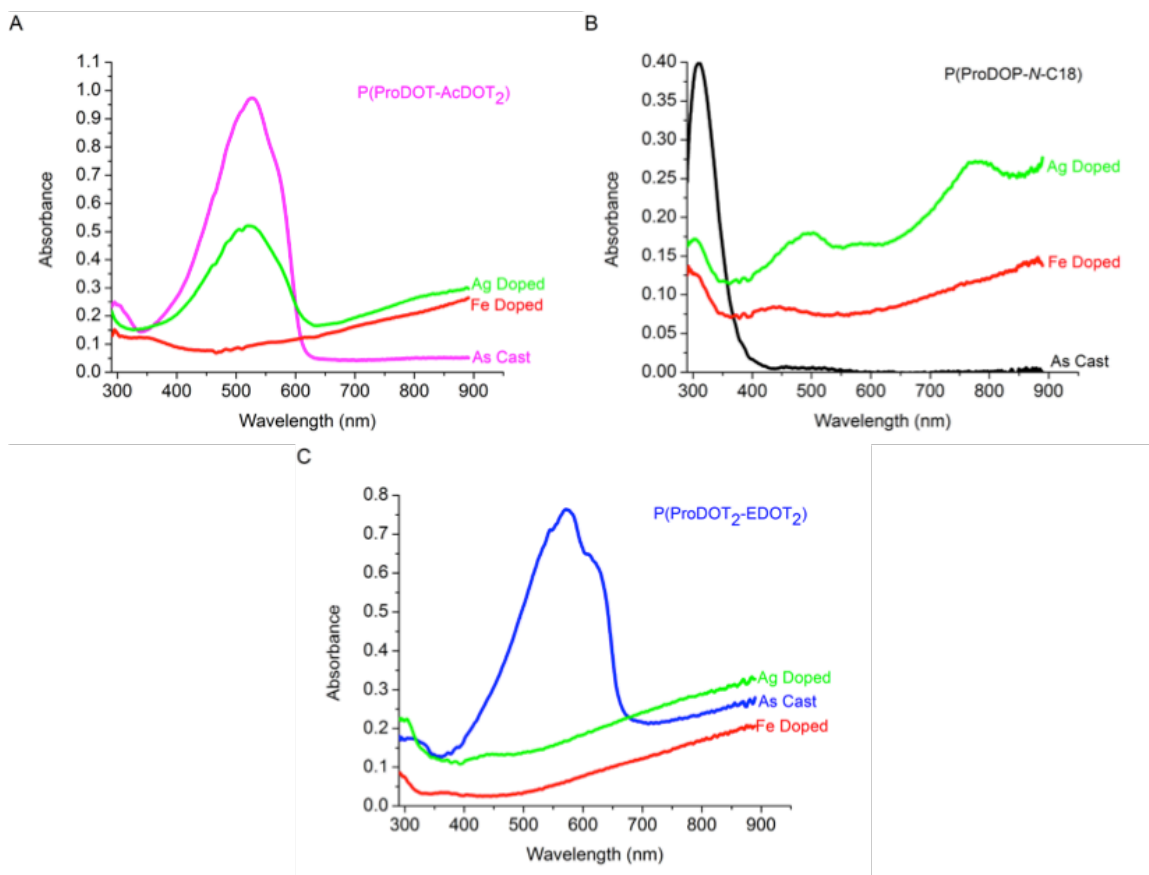 A
P(ProDOT-AcDOT2)
Absorbance
1.1
1.0
0.9
0.8
0.7
0.6
0.5
0.4
0.3
0.2
0.1
0.0
Ag Doped
Fe Doped
As Cast
300 400 500 600 700 800 900
Wavelength (nm)
B
P(ProDOP-N-C18)
Absorbance
0.40
0.35
0.30
0.25
0.20
0.15
0.10
0.05
0.00
Ag Doped
Fe Doped
As Cast
300 400 500 600 700 800 900
Wavelength (nm)
C
P(ProDOT2-EDOT2)
Absorbance
0.8
0.7
0.6
0.5
0.4
0.3
0.2
0.1
0.0
Ag Doped
As Cast
Fe Doped
300 400 500 600 700 800 900
Wavelength (nm)